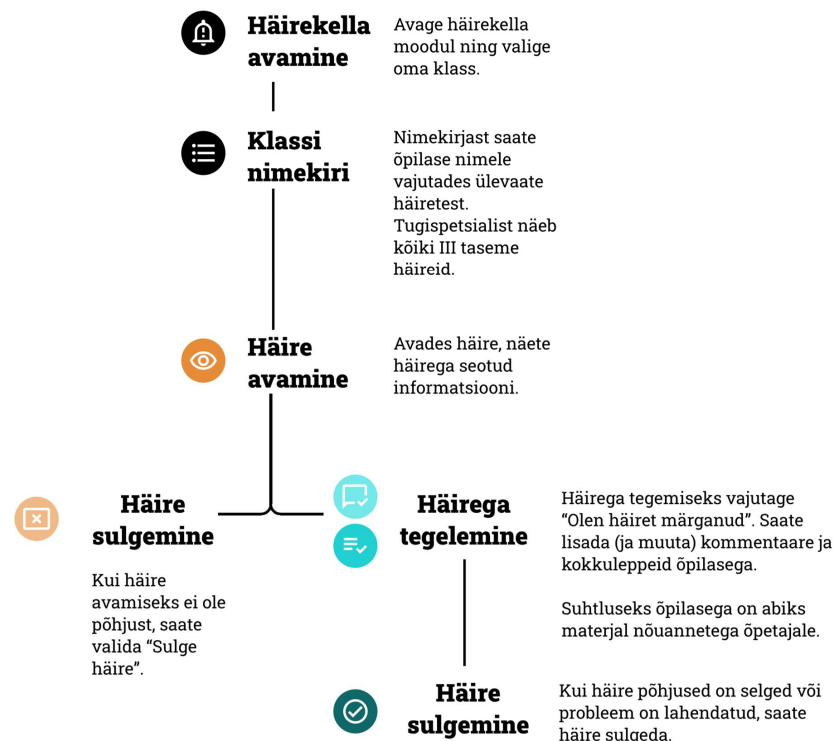 Häirekella
avamine
Avage häirekella
moodul ning valige
oma klass.
Klassi
nimekiri
Nimekirjast saate
õpilase nimele
vajutades ülevaate
häiretest.
Tugispetsialist näeb
kõiki III taseme
häireid.
Häire
avamine
Avades häire, näete
häirega seotud
informatsiooni.
Häire
sulgemine
Kui häire
avamiseks ei ole
põhjust, saate
valida “Sulge
häire”.
Häirega
tegelemine
Häirega tegemiseks vajutage
“Olen häiret märganud”. Saate
lisada (ja muuta) kommentaare ja
kokkuleppeid õpilasega.
Suhtluseks õpilasega on abiks
materjal nõuannetega õpetajale.
Häire
sulgemine
Kui häire põhjused on selged või
probleem on lahendatud, saate
häire sulgeda.